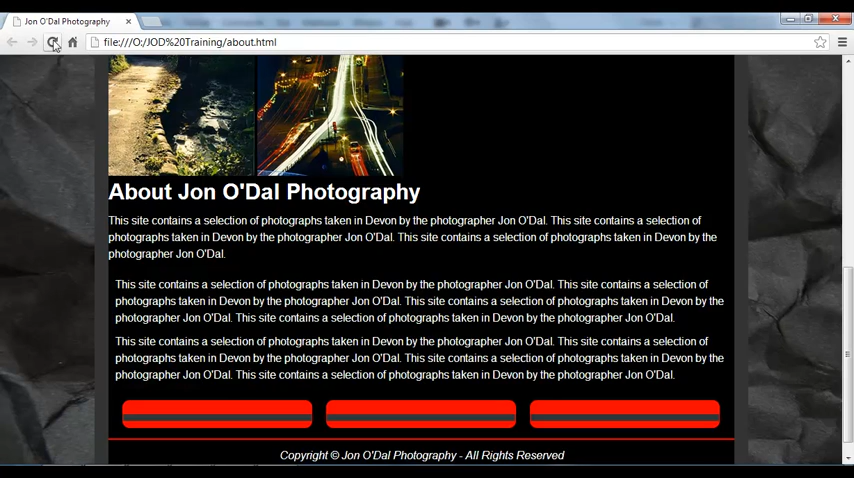 Jon O'Dal Photography
file:///O:/JOD%20Training/about.html
About Jon O'Dal Photography
This site contains a selection of photographs taken in Devon by the photographer Jon O'Dal. This site contains a selection of
photographs taken in Devon by the photographer Jon O'Dal. This site contains a selection of photographs taken in Devon by the
photographer Jon O'Dal.
This site contains a selection of photographs taken in Devon by the photographer Jon O'Dal. This site contains a selection of
photographs taken in Devon by the photographer Jon O'Dal. This site contains a selection of photographs taken in Devon by the
photographer Jon O'Dal. This site contains a selection of photographs taken in Devon by the photographer Jon O'Dal.
This site contains a selection of photographs taken in Devon by the photographer Jon O'Dal. This site contains a selection of
photographs taken in Devon by the photographer Jon O'Dal. This site contains a selection of photographs taken in Devon by the
photographer Jon O'Dal. This site contains a selection of photographs taken in Devon by the photographer Jon O'Dal.
Copyright © Jon O'Dal Photography - All Rights Reserved